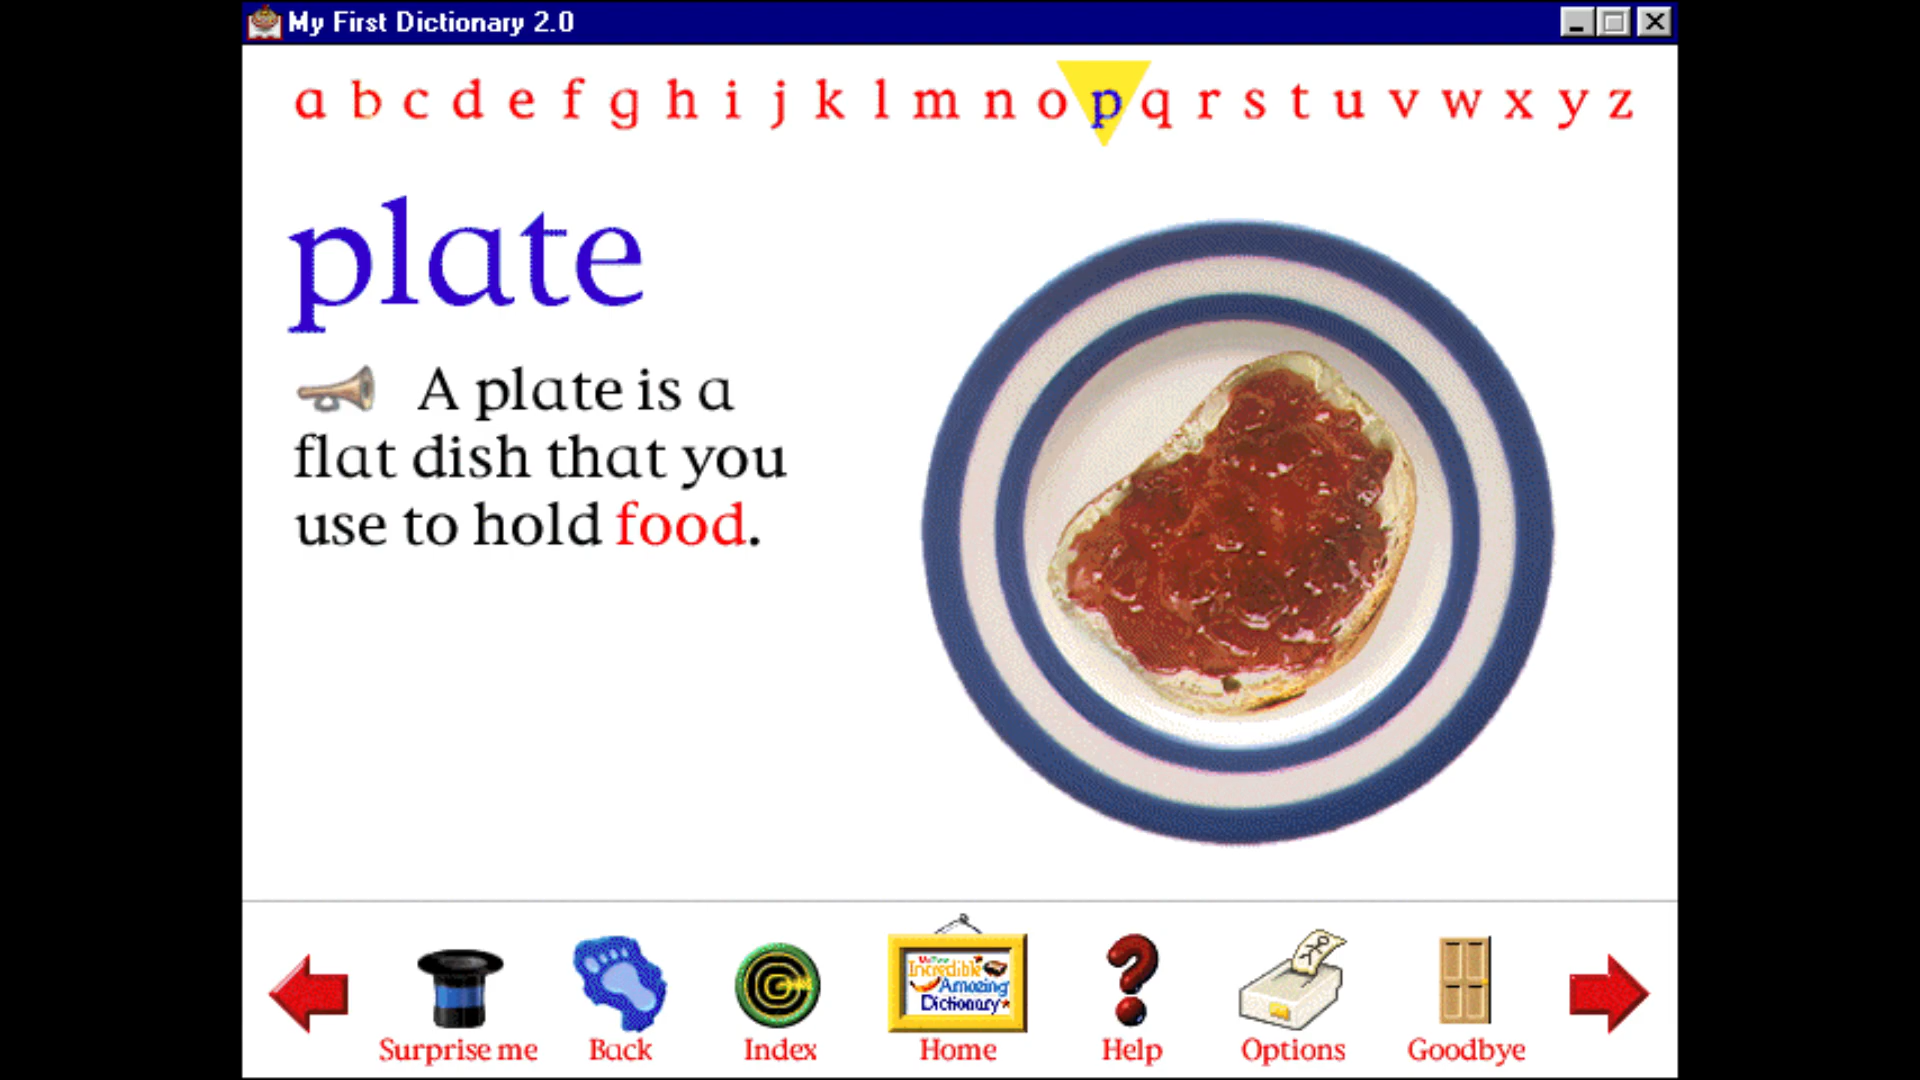 My First Dictionary 2.0
a b c d e f g h i j k l m n o p q r s t u v w x y z
plate
A plate is a
flat dish that you
use to hold food.
Incredible
Amazing
Dictionary
Surprise me Back Index Home Help Options Goodbye